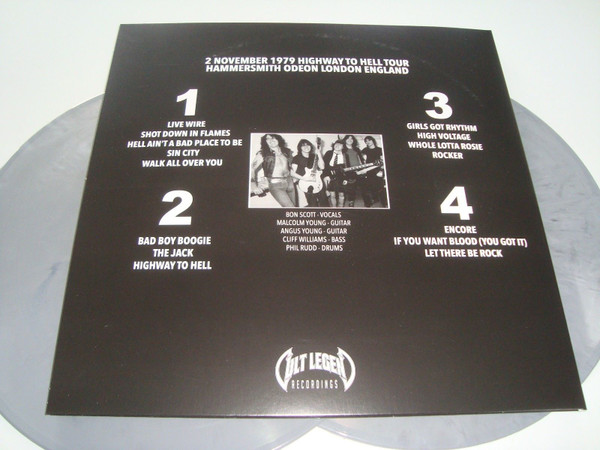 2 NOVEMBER 1979 HIGHWAY TO HELL TOUR
HAMMERSMITH ODEON LONDON ENGLAND
1
LIVE WIRE
SHOT DOWN IN FLAMES
HELL AIN'T A BAD PLACE TO BE
SIN CITY
WALK ALL OVER YOU
2
BAD BOY BOOGIE
THE JACK
HIGHWAY TO HELL
BON SCOTT - VOCALS
MALCOLM YOUNG - GUITAR
ANGUS YOUNG - GUITAR
CLIFF WILLIAMS - BASS
PHIL RUDD - DRUMS
3
GIRLS GOT RHYTHM
HIGH VOLTAGE
WHOLE LOTTA ROSIE
ROCKER
4
ENCORE
IF YOU WANT BLOOD (YOU GOT IT)
LET THERE BE ROCK
CULT LEGEND
RECORDINGS